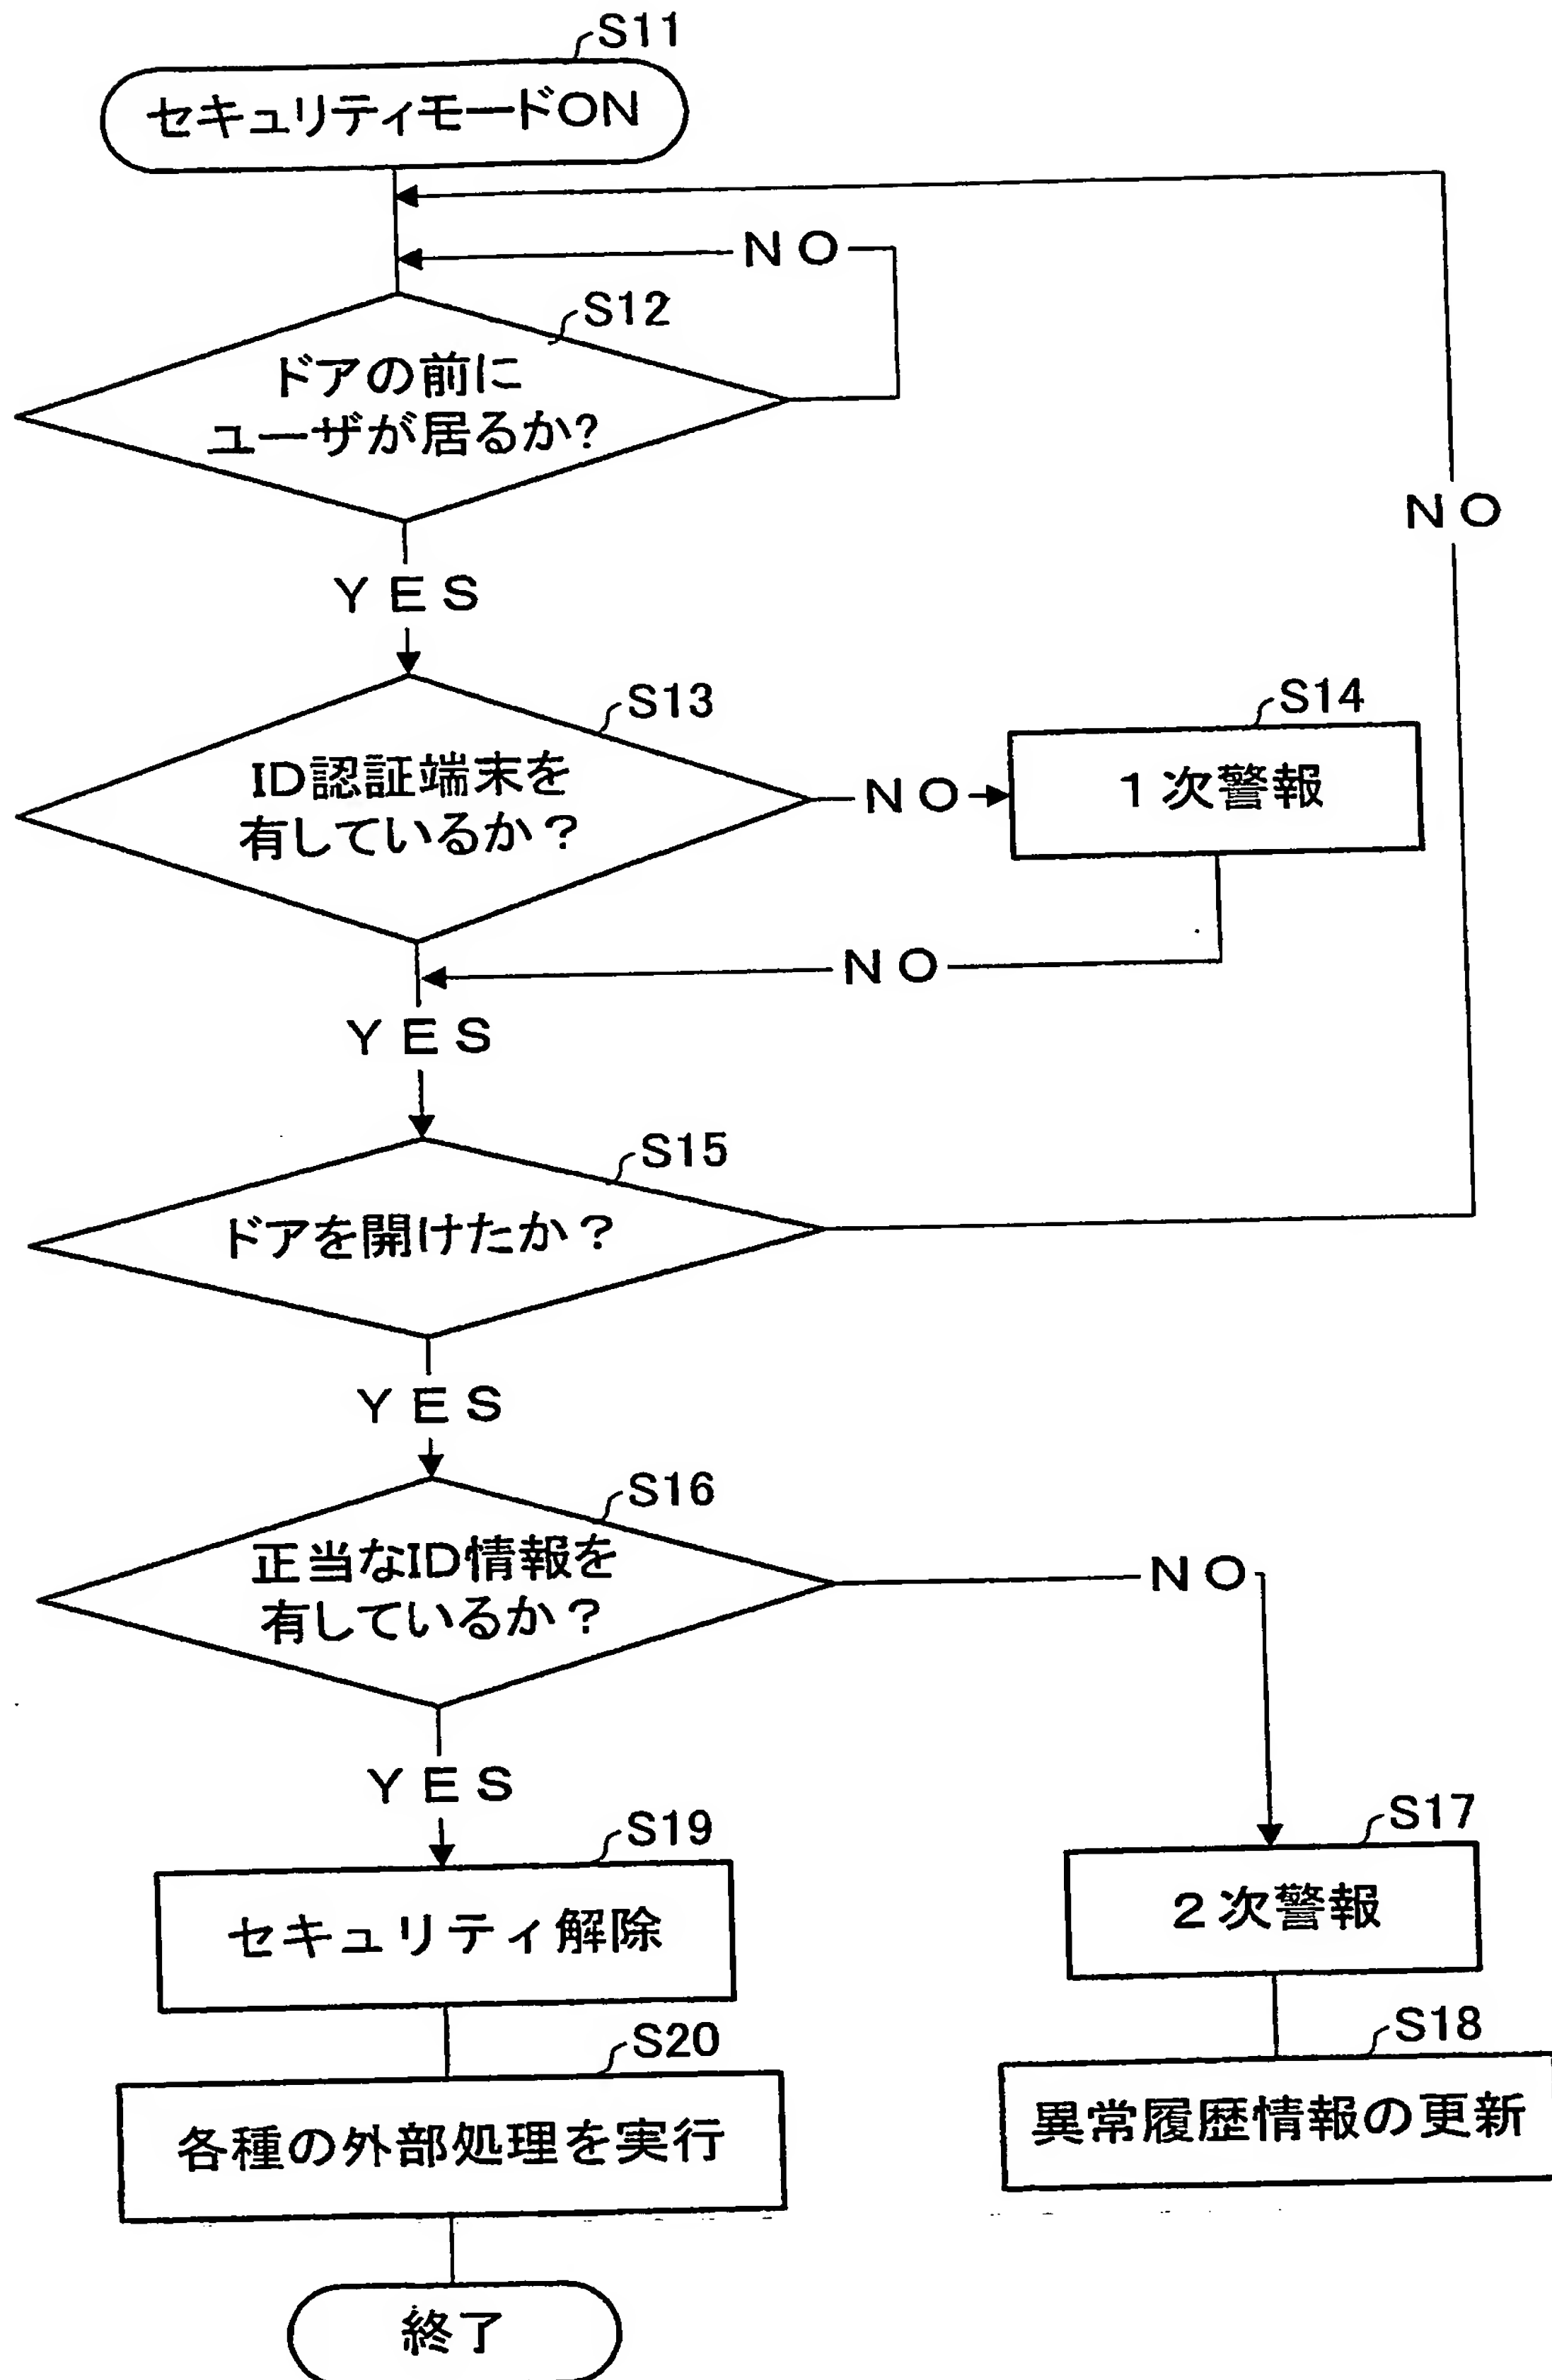 S11
セキュリティモードON
NO
S12
ドアの前に
ユーザが居るか?
NO
YES
S13
ID認証端末を
有しているか？
NO
S14
１次警報
NO
YES
S15
ドアを開けたか？
YES
S16
正当なID情報を
有しているか？
NO
YES
S17
２次警報
S19
セキュリティ解除
S18
異常履歴情報の更新
S20
各種の外部処理を実行
終了